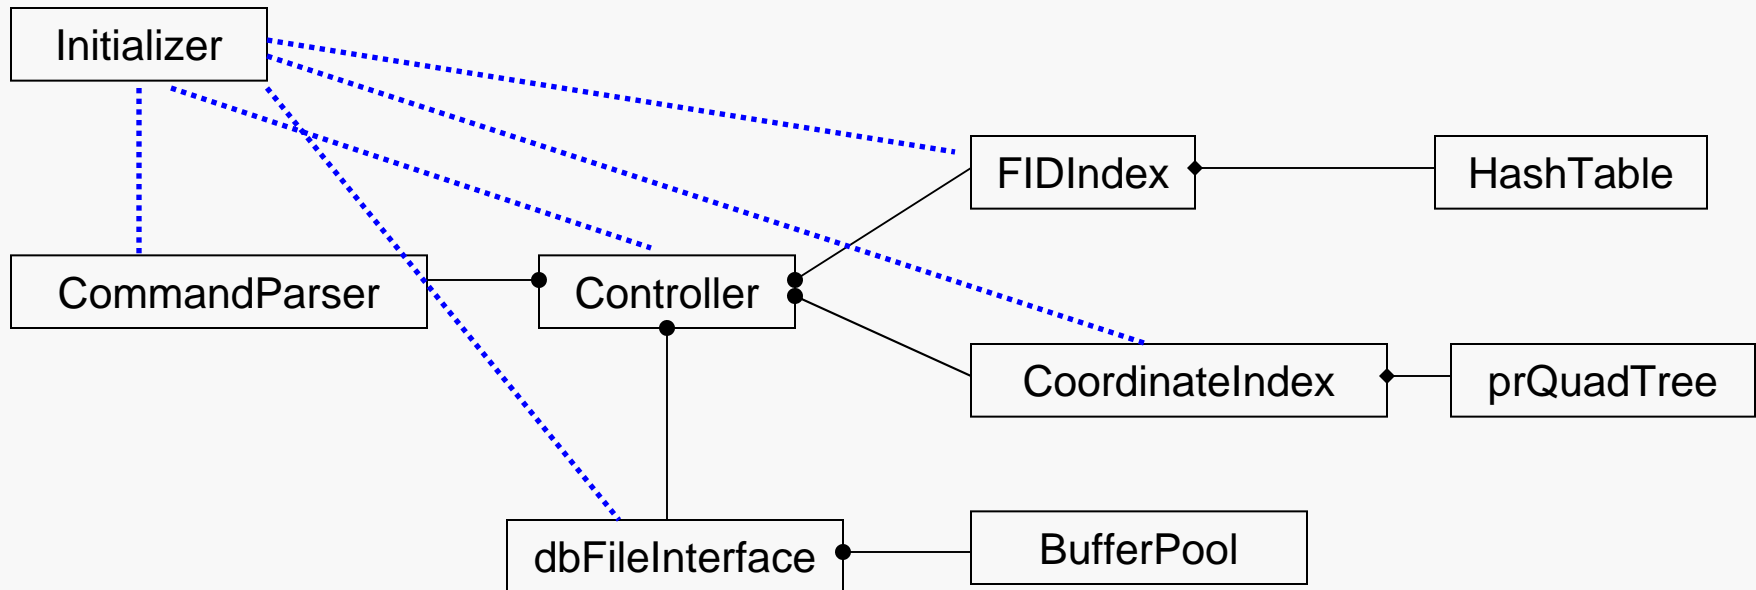 Initializer
FIDIndex
HashTable
CommandParser
Controller
CoordinateIndex
prQuadTree
dbFileInterface
BufferPool